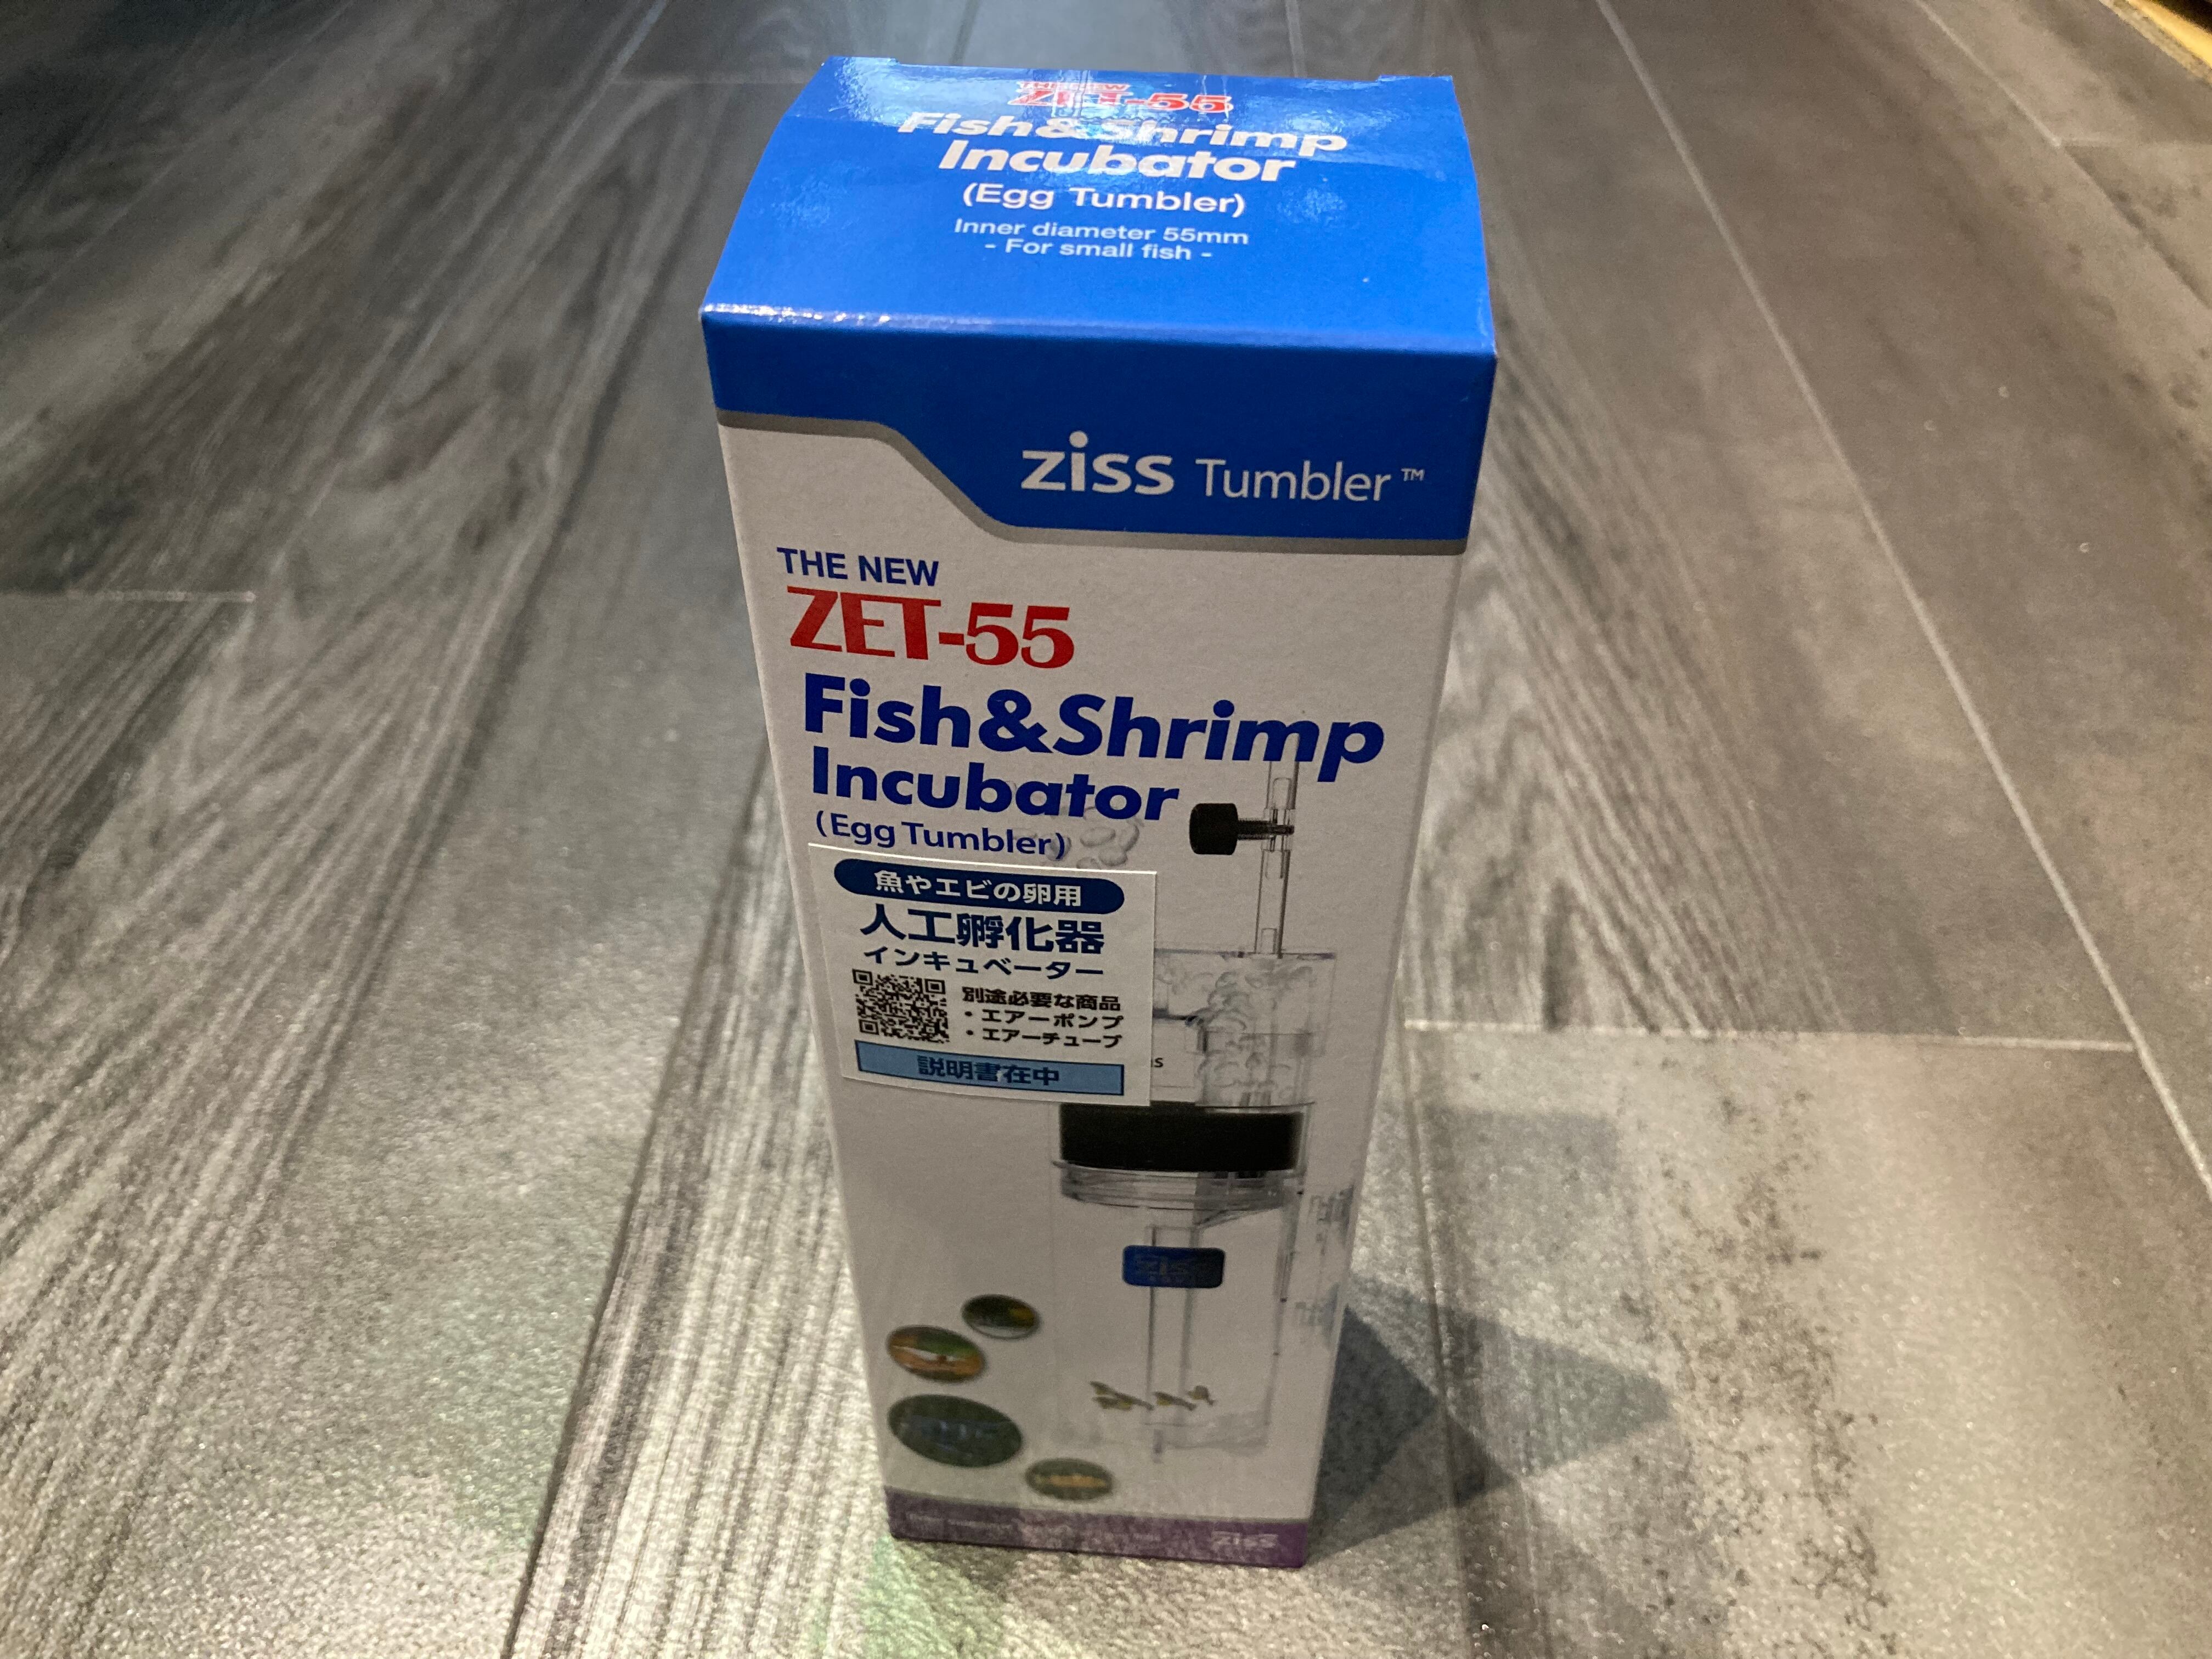 THE NEW
ZET-55
Fish&Shrimp
Incubator
(Egg Tumbler)
Inner diameter 55mm
- For small fish -
ziss Tumbler™
THE NEW
ZET-55
Fish&Shrimp
Incubator
(Egg Tumbler)
魚やエビの卵用
人工孵化器
インキュベーター
別途必要な商品
・エアーポンプ
・エアーチューブ
説明書在中
ziss
ziss